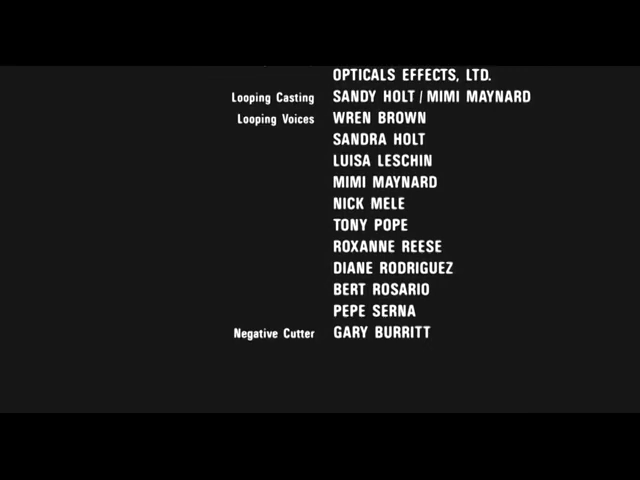 OPTICALS EFFECTS, LTD.
Looping Casting SANDY HOLT / MIMI MAYNARD
Looping Voices WREN BROWN
SANDRA HOLT
LUISA LESCHIN
MIMI MAYNARD
NICK MELE
TONY POPE
ROXANNE REESE
DIANE RODRIGUEZ
BERT ROSARIO
PEPE SERNA
Negative Cutter GARY BURRITT